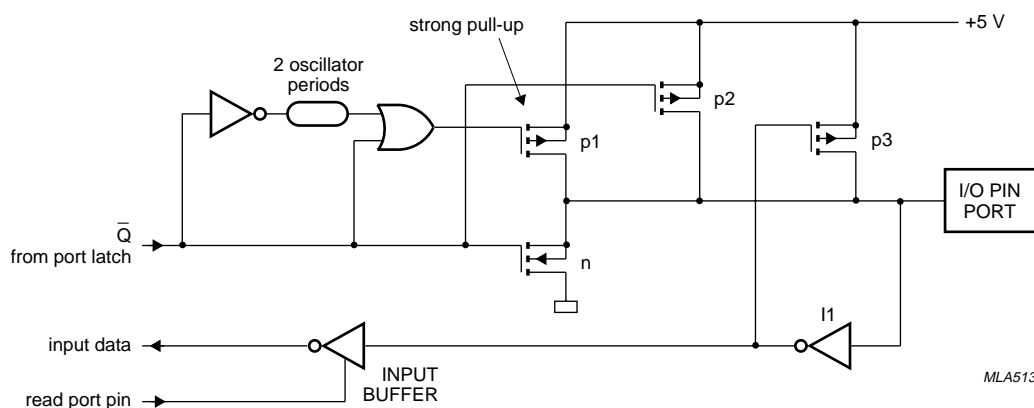 strong pull-up
+5 V
2 oscillator
periods
p2
p1
p3
I/O PIN
PORT
Q̅
from port latch
n
I1
input data
INPUT
BUFFER
read port pin
MLA513